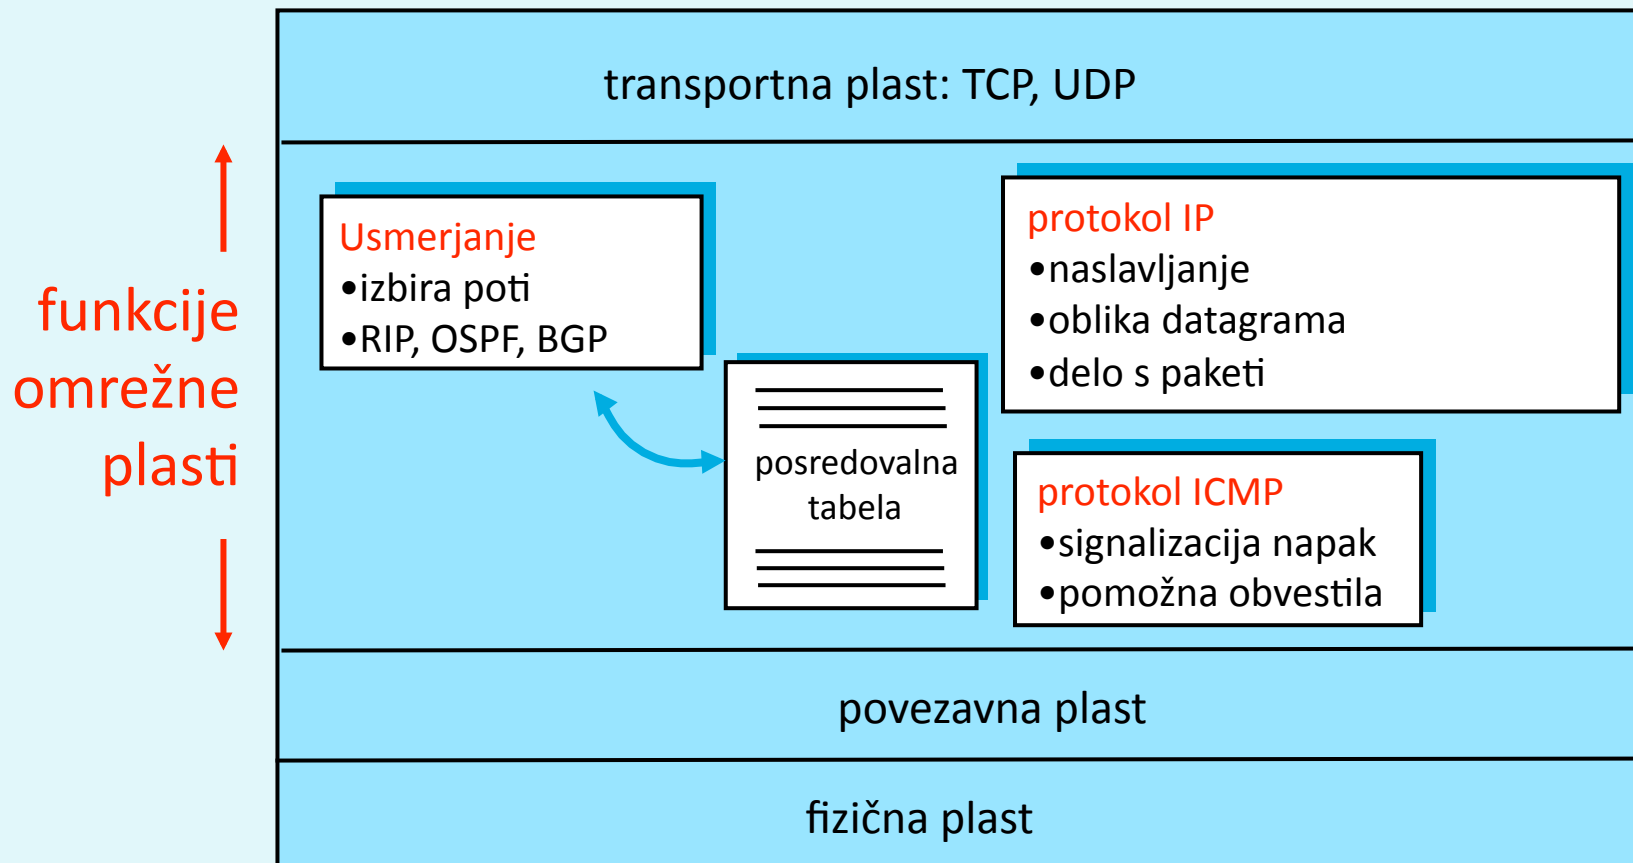 transportna plast: TCP, UDP
funkcije
omrežne
plasti
Usmerjanje
•izbira poti
•RIP, OSPF, BGP
posredovalna
tabela
protokol IP
•naslavljanje
•oblika datagrama
•delo s paketi
protokol ICMP
•signalizacija napak
•pomožna obvestila
povezavna plast
fizična plast